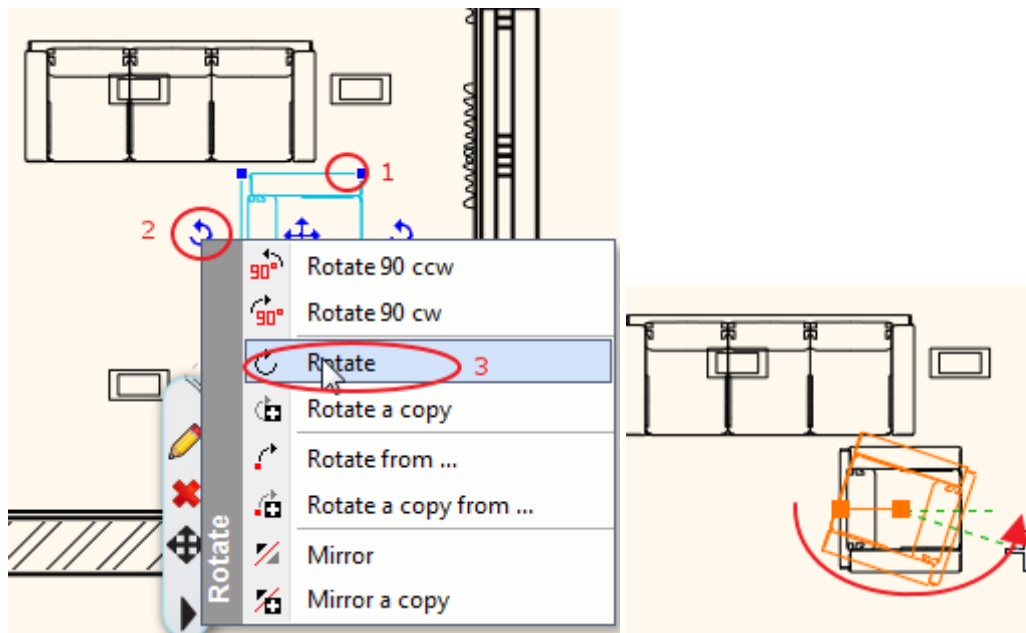 1
2
90° Rotate 90 ccw
90° Rotate 90 cw
Rotate 3
Rotate a copy
Rotate from ...
Rotate a copy from ...
Mirror
Mirror a copy
Rotate